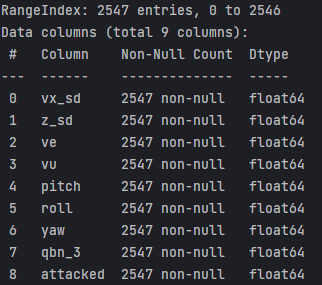 RangeIndex: 2547 entries, 0 to 2546
Data columns (total 9 columns):
 #   Column    Non-Null Count  Dtype
---  ------    --------------  -----
 0   vx_sd     2547 non-null   float64
 1   z_sd      2547 non-null   float64
 2   ve        2547 non-null   float64
 3   vu        2547 non-null   float64
 4   pitch     2547 non-null   float64
 5   roll      2547 non-null   float64
 6   yaw       2547 non-null   float64
 7   qbn_3     2547 non-null   float64
 8   attacked  2547 non-null   float64